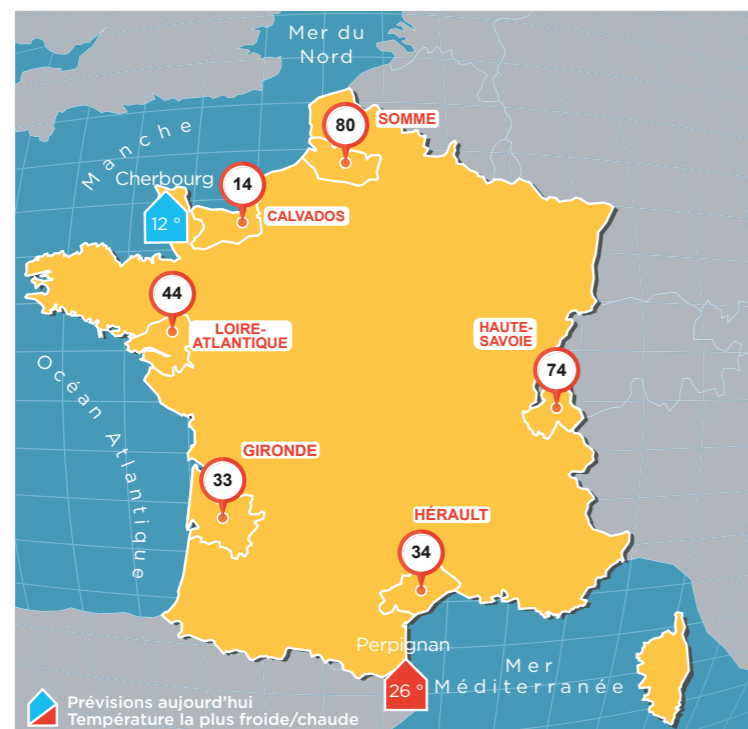 Mer du
Nord
80
SOMME
Manche
Cherbourg
12 °
14
CALVADOS
44
LOIRE-
ATLANTIQUE
HAUTE-
SAVOIE
74
Océan Atlantique
GIRONDE
33
HÉRAULT
34
Perpignan
26 °
Mer
Méditerranée
Prévisions aujourd'hui
Température la plus froide/chaude